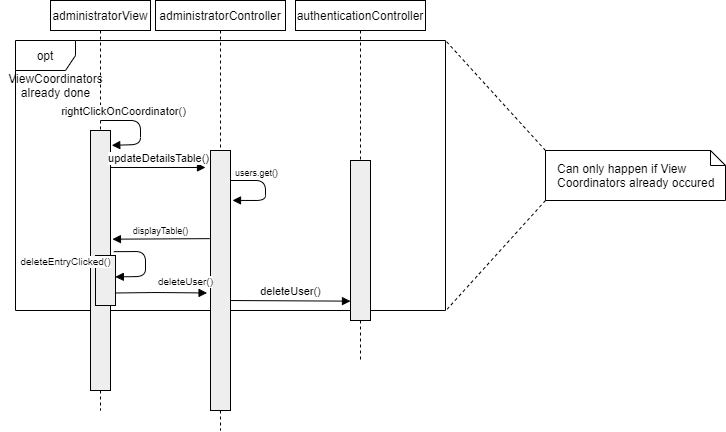 administratorView
administratorController
authenticationController
opt
ViewCoordinators
already done
rightClickOnCoordinator()
updateDetailsTable()
users.get()
Can only happen if View
Coordinators already occured
displayTable()
deleteEntryClicked()
deleteUser()
deleteUser()